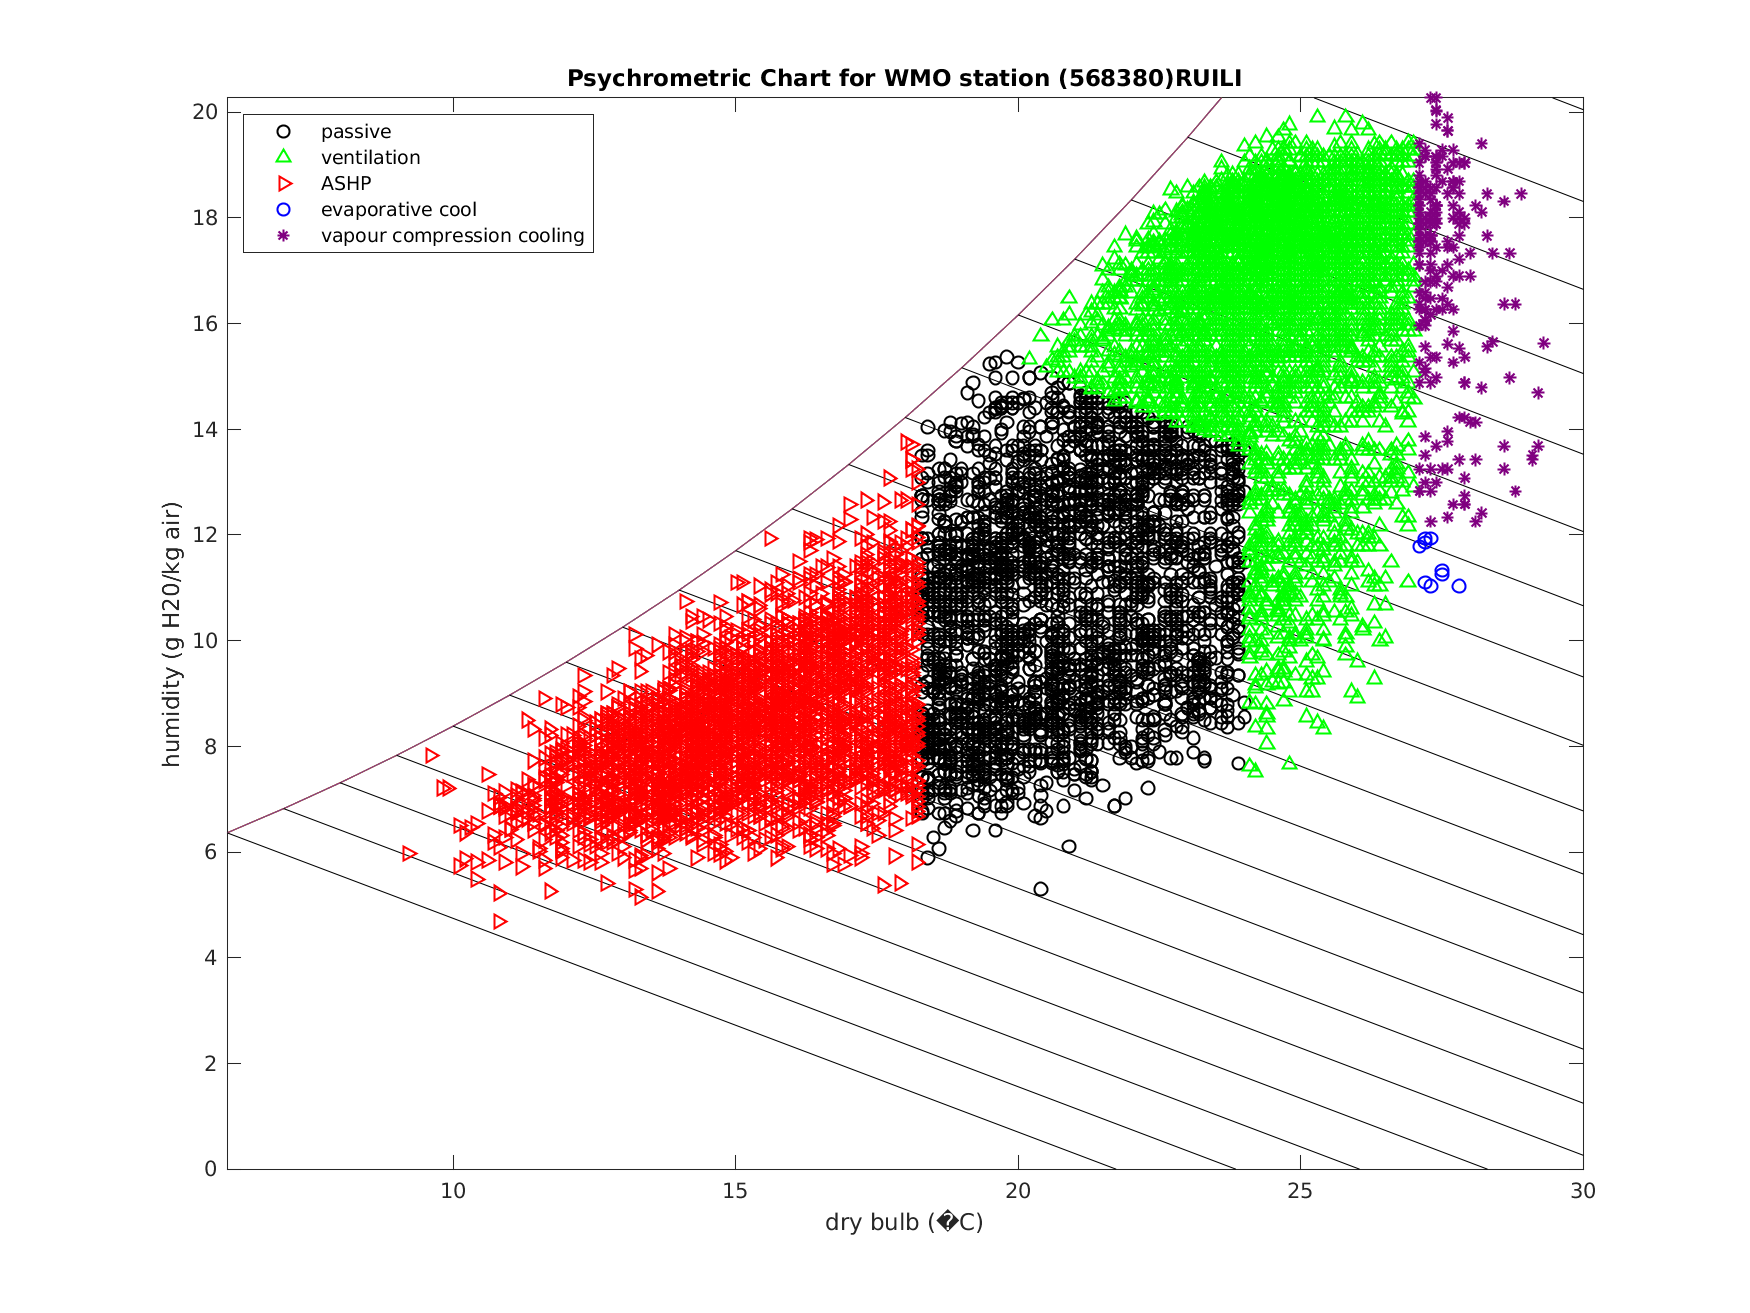 Psychrometric Chart for WMO station (568380)RUILI
passive
ventilation
ASHP
evaporative cool
vapour compression cooling
20
18
16
14
12
10
8
6
4
2
0
humidity (g H20/kg air)
10 15 20 25 30
dry bulb (�C)